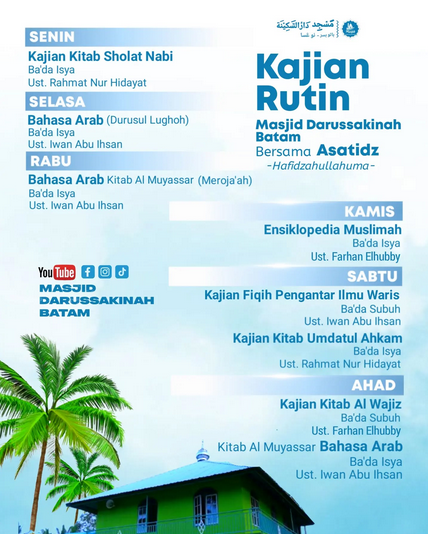 مسجد دار السكينة
Kajian
Rutin
Masjid Darussakinah
Batam
Bersama Asatidz
-Hafidzahullahuma-
SENIN
Kajian Kitab Sholat Nabi
Ba'da Isya
Ust. Rahmat Nur Hidayat
SELASA
Bahasa Arab (Durusul Lughoh)
Ba'da Isya
Ust. Iwan Abu Ihsan
RABU
Bahasa Arab Kitab Al Muyassar (Meroja'ah)
Ba'da Isya
Ust. Iwan Abu Ihsan
KAMIS
Ensiklopedia Muslimah
Ba'da Isya
Ust. Farhan Elhubby
SABTU
Kajian Fiqih Pengantar Ilmu Waris
Ba'da Subuh
Ust. Iwan Abu Ihsan
Kajian Kitab Umdatul Ahkam
Ba'da Isya
Ust. Rahmat Nur Hidayat
AHAD
Kajian Kitab Al Wajiz
Ba'da Subuh
Ust. Farhan Elhubby
Kitab Al Muyassar Bahasa Arab
Ba'da Isya
Ust. Iwan Abu Ihsan
YouTube
MASJID
DARUSSAKINAH
BATAM